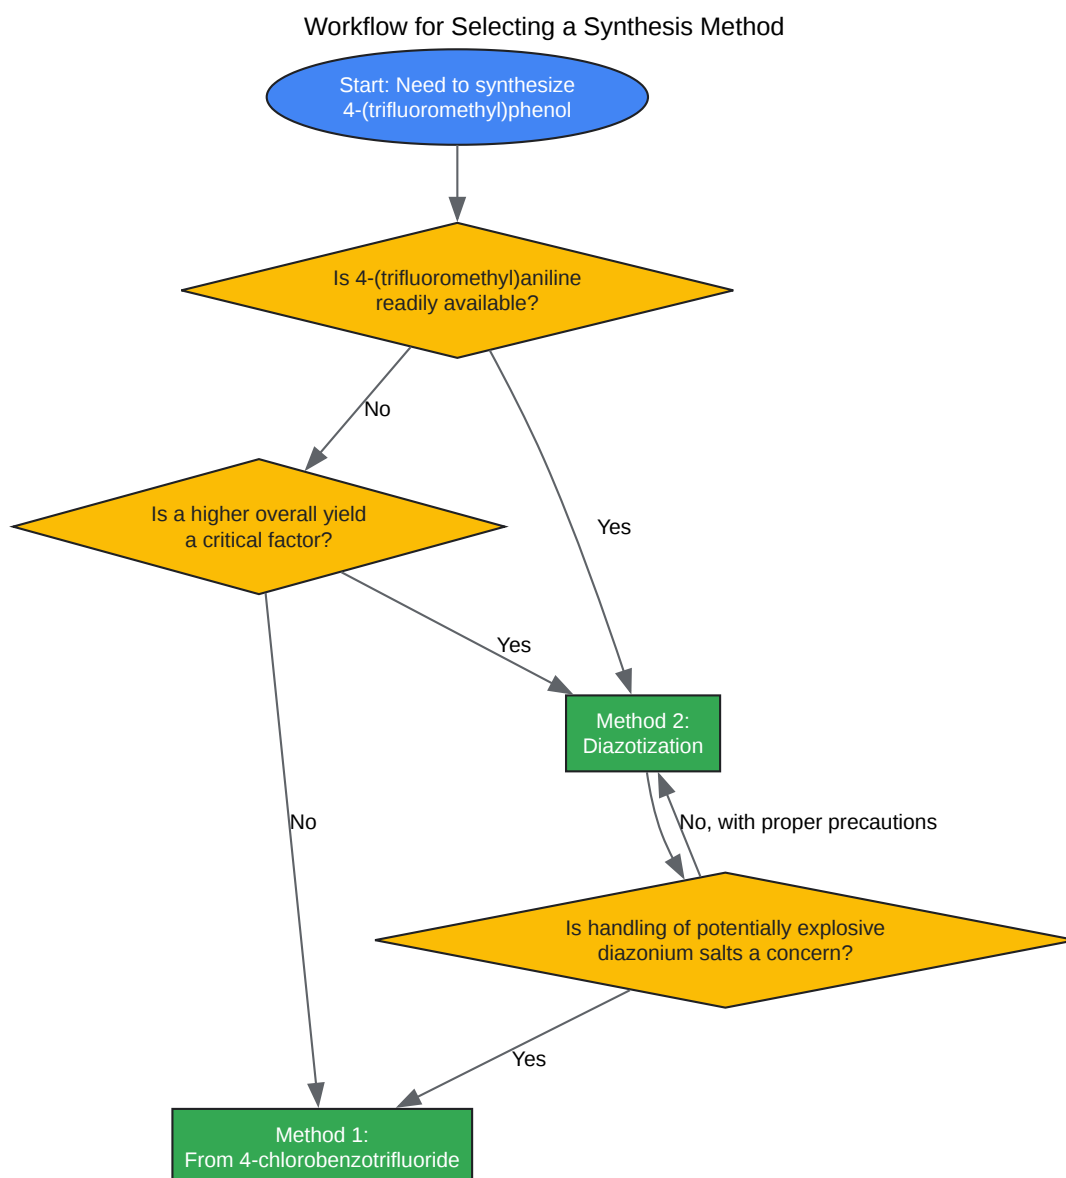 Workflow for Selecting a Synthesis Method
Start: Need to synthesize
4-(trifluoromethyl)phenol
Is 4-(trifluoromethyl)aniline
readily available?
No
Is a higher overall yield
a critical factor?
Yes
Yes
Method 2:
Diazotization
No
No, with proper precautions
Is handling of potentially explosive
diazonium salts a concern?
Yes
Method 1:
From 4-chlorobenzotrifluoride